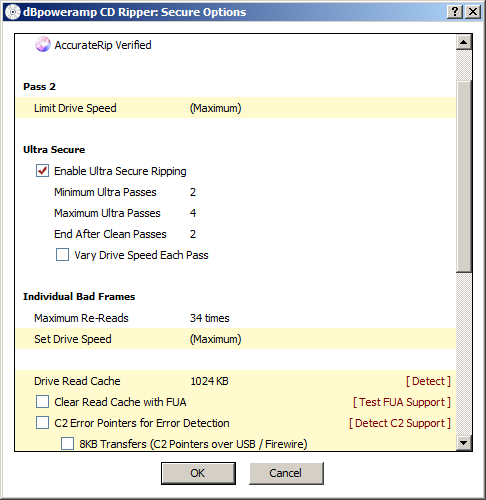 dBpoweramp CD Ripper: Secure Options
AccurateRip Verified
Pass 2
Limit Drive Speed (Maximum)
Ultra Secure
Enable Ultra Secure Ripping
Minimum Ultra Passes 2
Maximum Ultra Passes 4
End After Clean Passes 2
Vary Drive Speed Each Pass
Individual Bad Frames
Maximum Re-Reads 34 times
Set Drive Speed (Maximum)
Drive Read Cache 1024 KB [ Detect ]
Clear Read Cache with FUA [ Test FUA Support ]
C2 Error Pointers for Error Detection [ Detect C2 Support ]
8KB Transfers (C2 Pointers over USB / Firewire)
OK Cancel